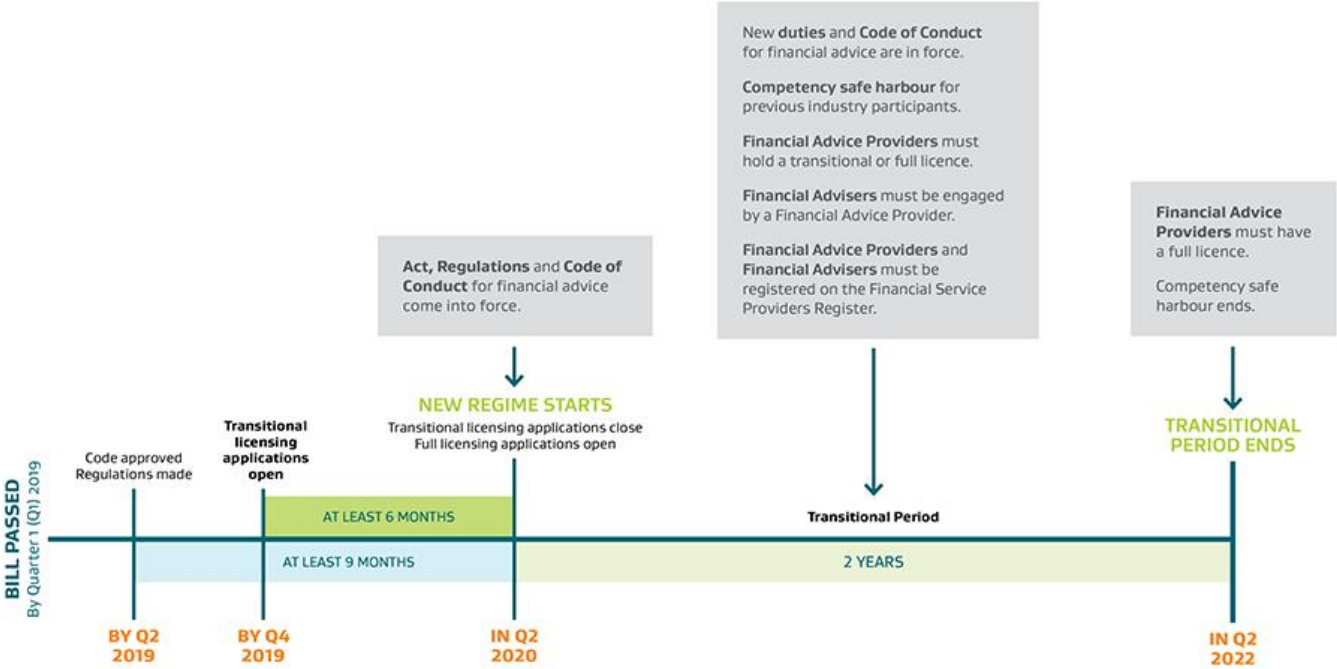 BILL PASSED
By Quarter 1 (Q1) 2019
Code approved
Regulations made
BY Q2
2019
Transitional
licensing
applications
open
BY Q4
2019
AT LEAST 6 MONTHS
AT LEAST 9 MONTHS
Act, Regulations and Code of
Conduct for financial advice
come into force.
NEW REGIME STARTS
Transitional licensing applications close
Full licensing applications open
IN Q2
2020
New duties and Code of Conduct
for financial advice are in force.
Competency safe harbour for
previous industry participants.
Financial Advice Providers must
hold a transitional or full licence.
Financial Advisers must be engaged
by a Financial Advice Provider.
Financial Advice Providers and
Financial Advisers must be
registered on the Financial Service
Providers Register.
Transitional Period
2 YEARS
Financial Advice
Providers must have
a full licence.
Competency safe
harbour ends.
TRANSITIONAL
PERIOD ENDS
IN Q2
2022